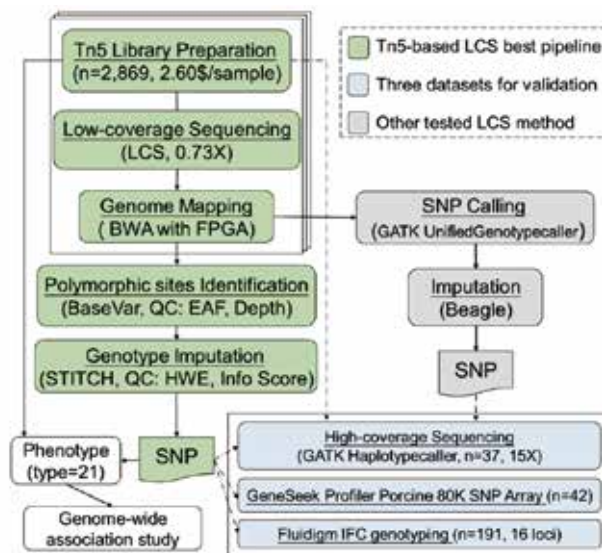 Tn5 Library Preparation
(n=2,869, 2.60$/sample)
Low-coverage Sequencing
(LCS, 0.73X)
Genome Mapping
( BWA with FPGA)
Polymorphic sites Identification
(BaseVar, QC: EAF, Depth)
Genotype Imputation
(STITCH, QC: HWE, Info Score)
Phenotype
(type=21)
SNP
Genome-wide
association study
Tn5-based LCS best pipeline
Three datasets for validation
Other tested LCS method
SNP Calling
(GATK UnifiedGenotypecaller)
Imputation
(Beagle)
SNP
High-coverage Sequencing
(GATK Haplotypecaller, n=37, 15X)
GeneSeek Profiler Porcine 80K SNP Array (n=42)
Fluidigm IFC genotyping (n=191, 16 loci)